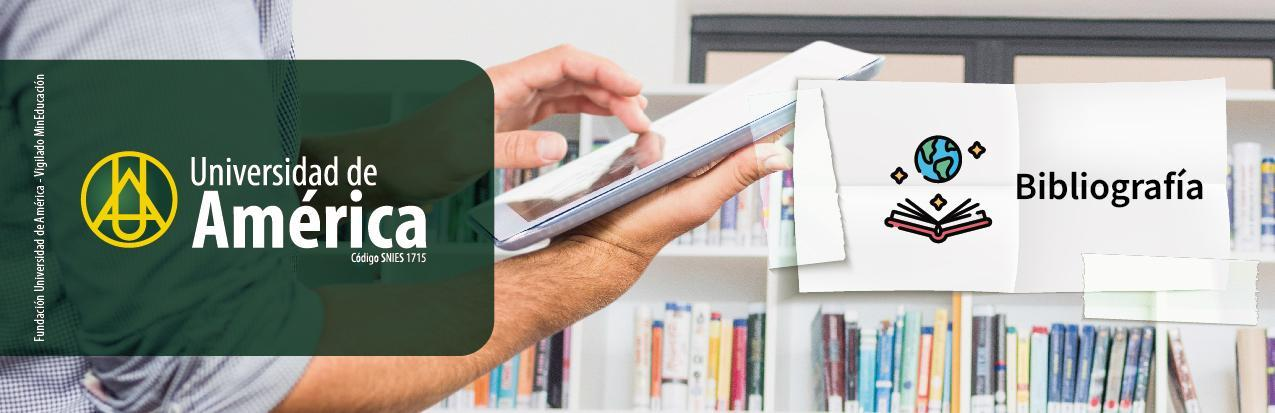 Fundación Universidad de América - Vigilado MinEducación
Universidad de
América
Código SNIES 1715
Bibliografía